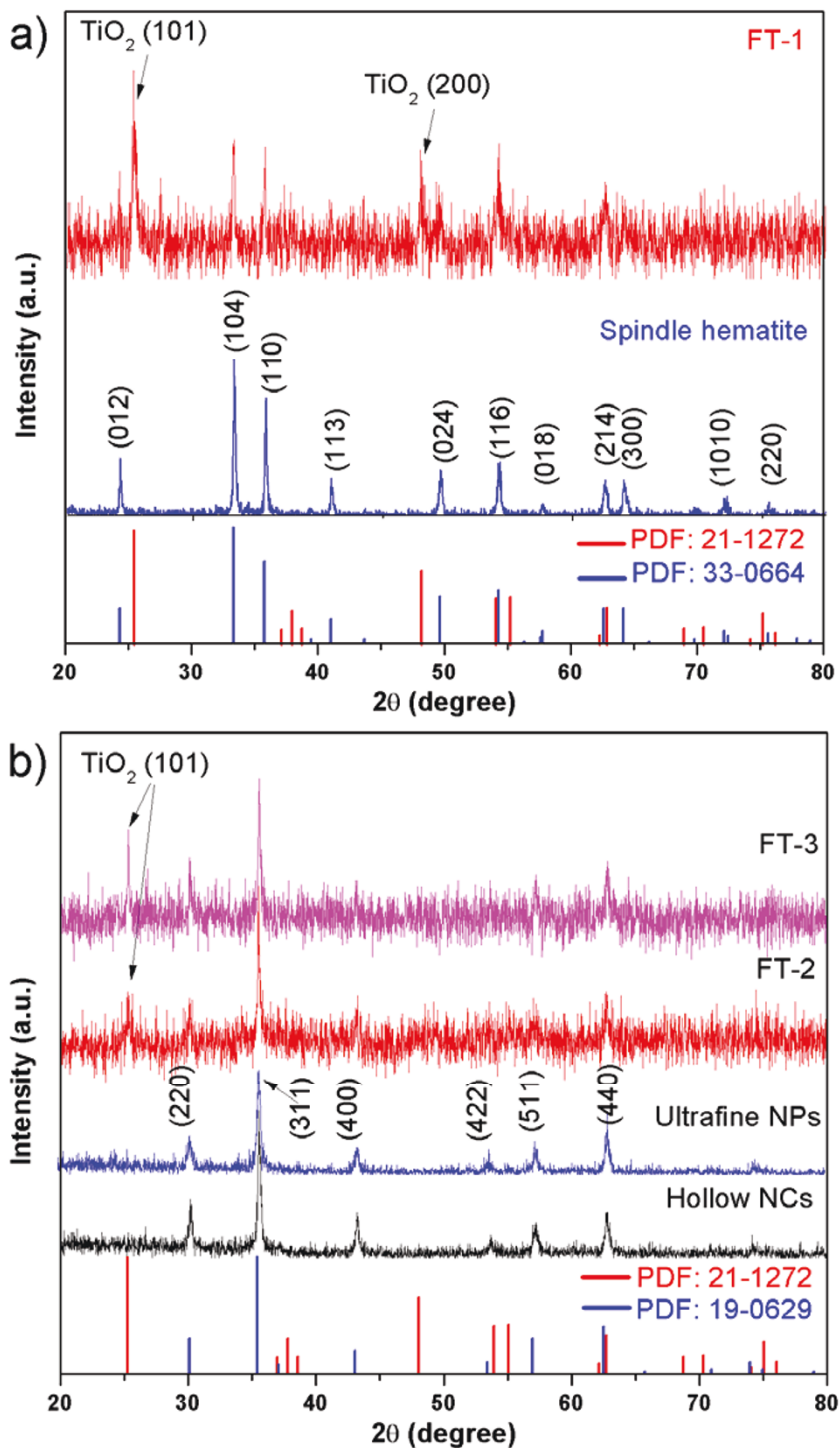 a)
TiO2 (101)
FT-1
TiO2 (200)
Spindle hematite
(012)
(104)
(110)
(113)
(024)
(116)
(018)
(214)
(300)
(1010)
(220)
Intensity (a.u.)
PDF: 21-1272
PDF: 33-0664
20 30 40 50 60 70 80
2θ (degree)
b)
TiO2 (101)
FT-3
FT-2
(220)
(311)
(400)
(422)
(511)
(440)
Ultrafine NPs
Hollow NCs
Intensity (a.u.)
PDF: 21-1272
PDF: 19-0629
20 30 40 50 60 70 80
2θ (degree)